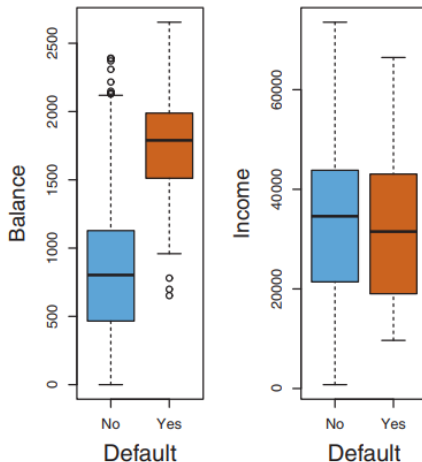 Balance
2500
2000
1500
1000
500
0
No Yes
Default
Income
60000
40000
20000
0
No Yes
Default